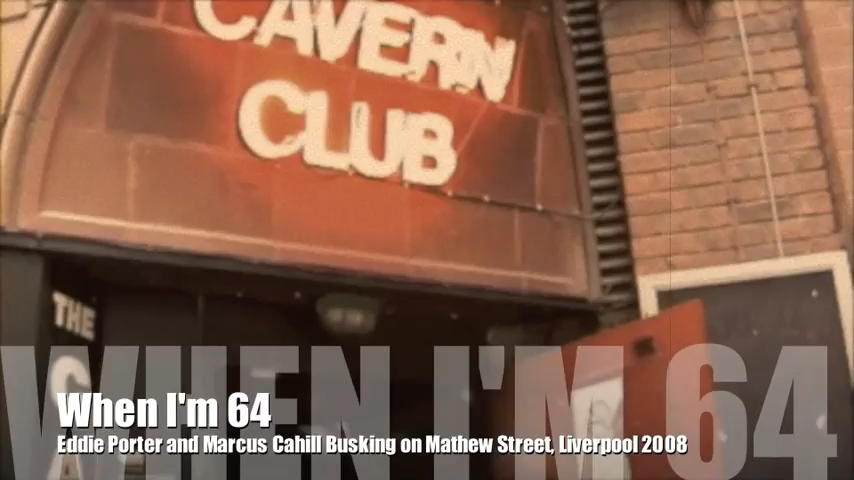 CAVERN
CLUB
THE
WHEN I'M 64
When I'm 64
Eddie Porter and Marcus Cahill Busking on Mathew Street, Liverpool 2008